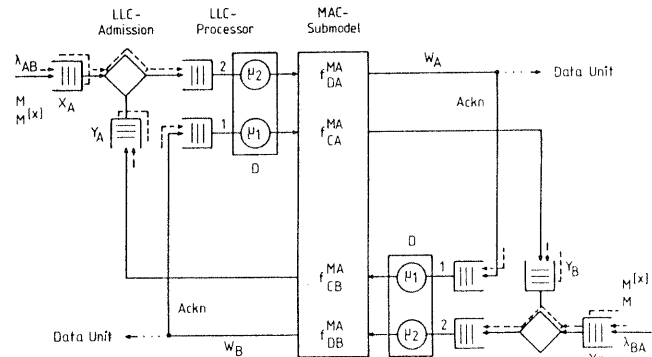 LLC- LLC- MAC-
Admission Processor Submodel
λAB
M
M[x]
XA
YA
2
μ2
1
μ1
D
f MA DA
f MA CA
WA
Data Unit
Ackn
D
f MA CB
μ1
1
YB
M[x]
M
Ackn
f MA DB
μ2
2
λBA
Data Unit
WB